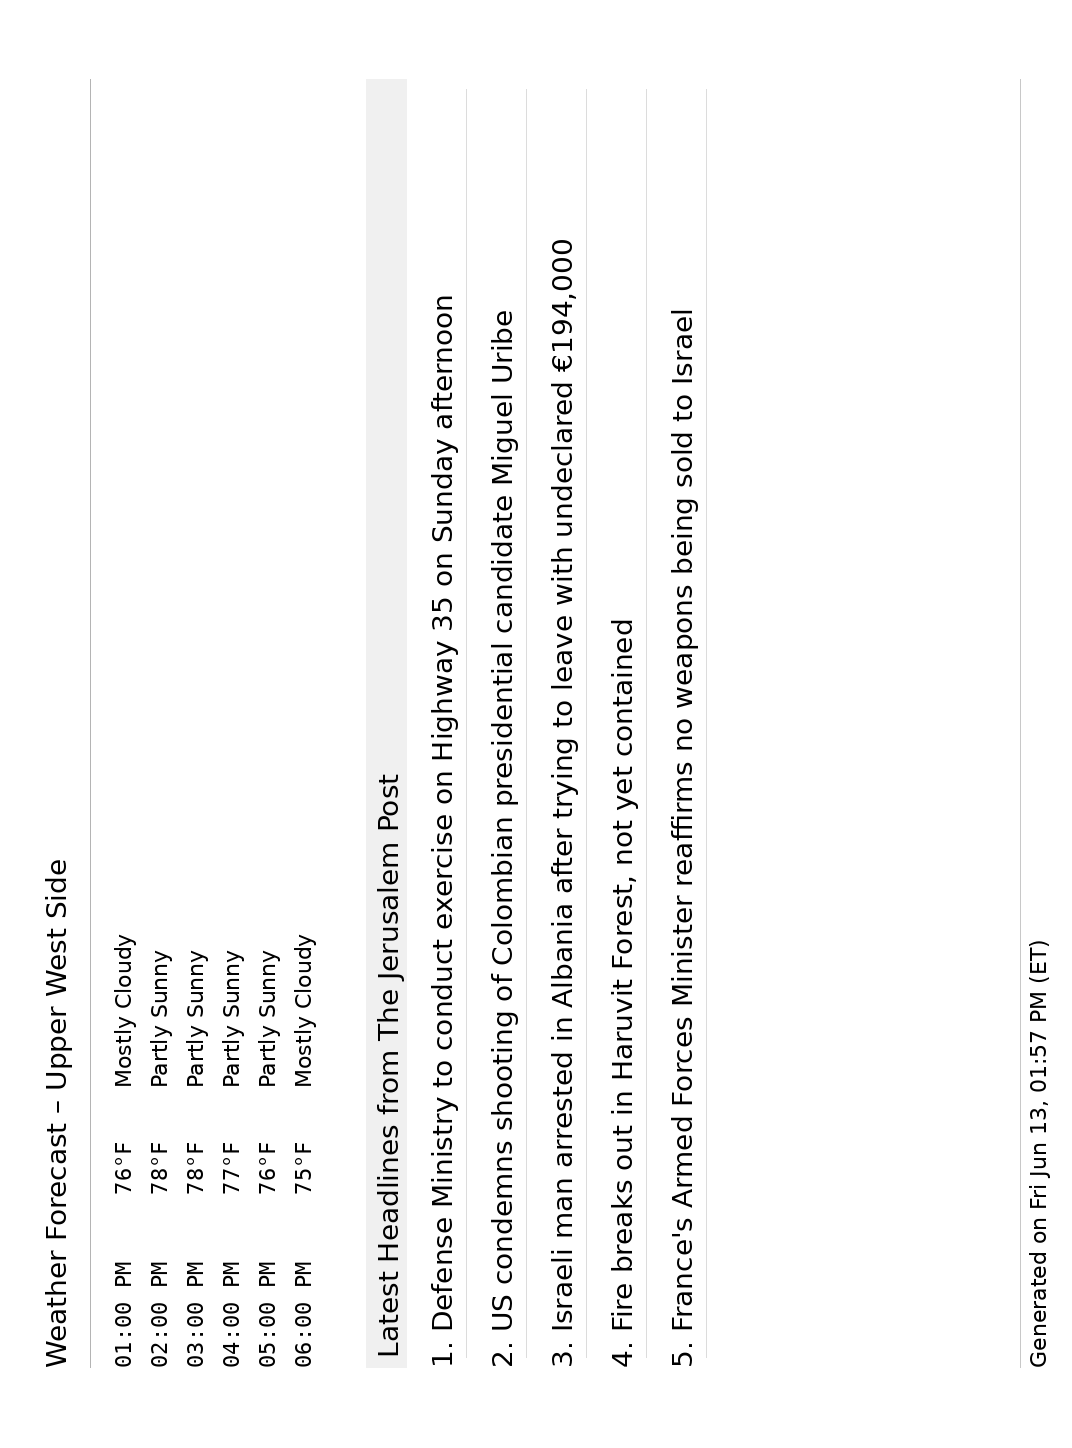 Weather Forecast – Upper West Side
01:00 PM 76°F Mostly Cloudy
02:00 PM 78°F Partly Sunny
03:00 PM 78°F Partly Sunny
04:00 PM 77°F Partly Sunny
05:00 PM 76°F Partly Sunny
06:00 PM 75°F Mostly Cloudy
Latest Headlines from The Jerusalem Post
1. Defense Ministry to conduct exercise on Highway 35 on Sunday afternoon
2. US condemns shooting of Colombian presidential candidate Miguel Uribe
3. Israeli man arrested in Albania after trying to leave with undeclared €194,000
4. Fire breaks out in Haruvit Forest, not yet contained
5. France's Armed Forces Minister reaffirms no weapons being sold to Israel
Generated on Fri Jun 13, 01:57 PM (ET)